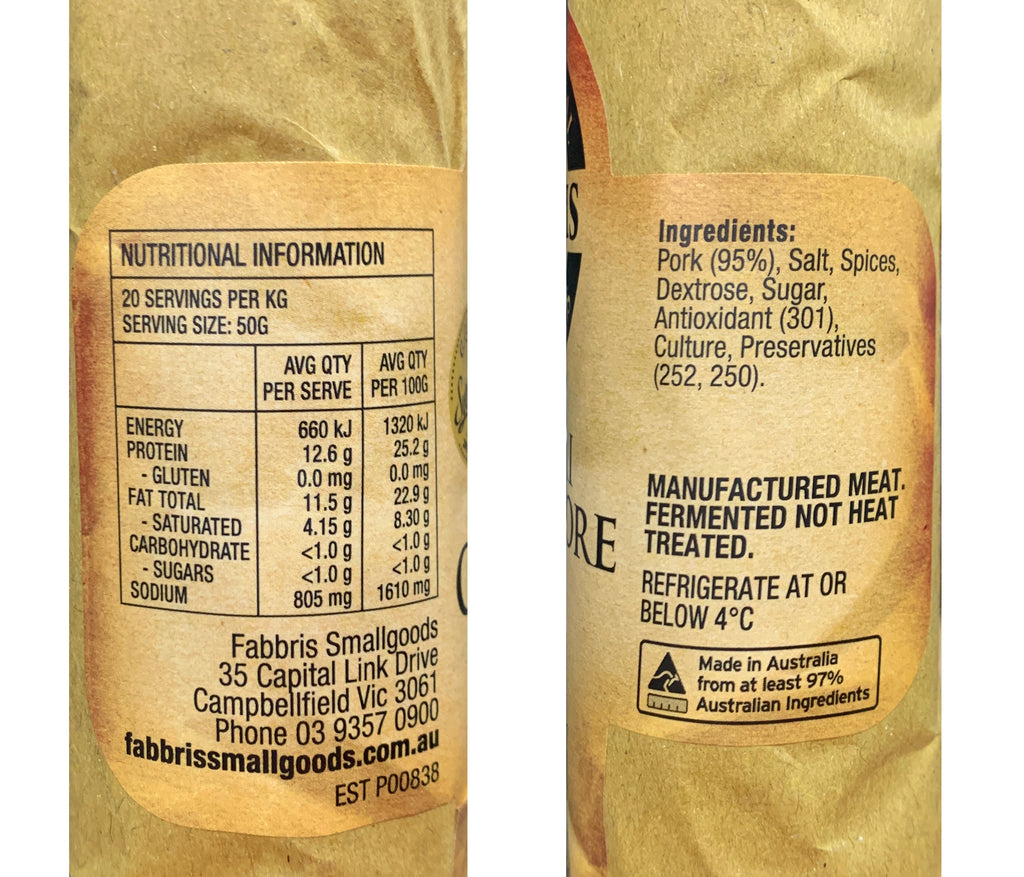 NUTRITIONAL INFORMATION
20 SERVINGS PER KG
SERVING SIZE: 50G
AVG QTY PER SERVE AVG QTY PER 100G
ENERGY 660 kJ 1320 kJ
PROTEIN 12.6 g 25.2 g
- GLUTEN 0.0 mg 0.0 mg
FAT TOTAL 11.5 g 22.9 g
- SATURATED 4.15 g 8.30 g
CARBOHYDRATE <1.0 g <1.0 g
- SUGARS <1.0 g <1.0 g
SODIUM 805 mg 1610 mg
Fabbris Smallgoods
35 Capital Link Drive
Campbellfield Vic 3061
Phone 03 9357 0900
fabbrissmallgoods.com.au
EST P00838
Ingredients:
Pork (95%), Salt, Spices,
Dextrose, Sugar,
Antioxidant (301),
Culture, Preservatives
(252, 250).
MANUFACTURED MEAT.
FERMENTED NOT HEAT
TREATED.
REFRIGERATE AT OR
BELOW 4°C
Made in Australia
from at least 97%
Australian Ingredients